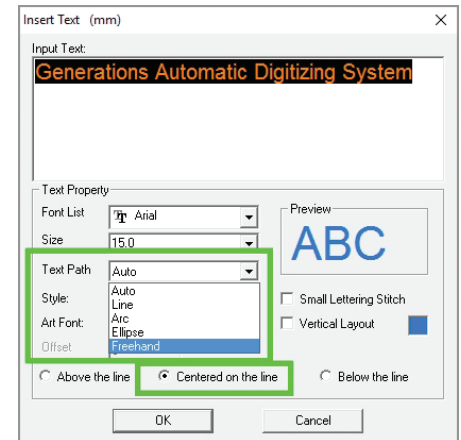 Insert Text (mm)
Input Text:
Generations Automatic Digitizing System
Text Property
Font List
Arial
Preview
ABC
Size
15.0
Text Path
Auto
Style:
Auto
Line
Arc
Ellipse
Freehand
Art Font:
Offset
Small Lettering Stitch
Vertical Layout
Above the line
Centered on the line
Below the line
OK
Cancel